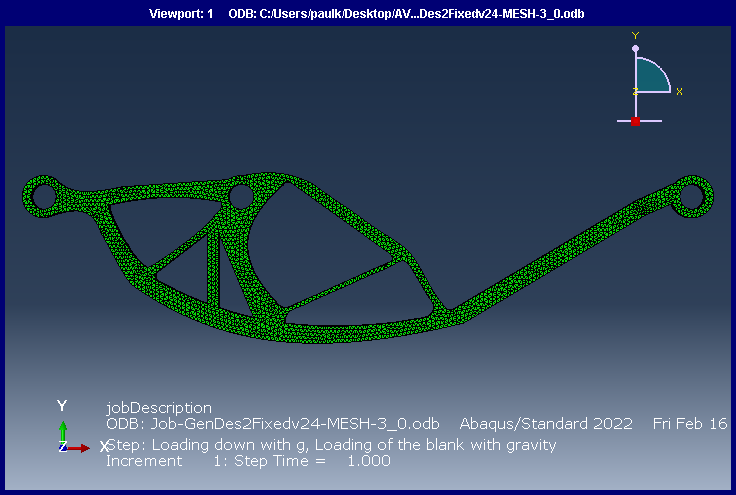 Viewport: 1 ODB: C:/Users/paulk/Desktop/AV...Des2Fixedv24-MESH-3_0.odb
Y
Z X
Y
Z X
jobDescription
ODB: Job-GenDes2Fixedv24-MESH-3_0.odb Abaqus/Standard 2022 Fri Feb 16
Step: Loading down with g, Loading of the blank with gravity
Increment 1: Step Time = 1.000